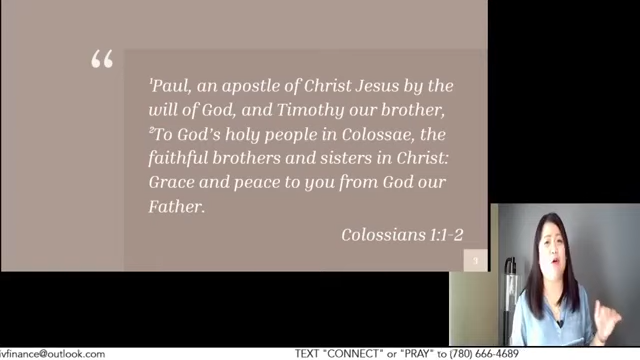 “
¹Paul, an apostle of Christ Jesus by the
will of God, and Timothy our brother,
²To God’s holy people in Colossae, the
faithful brothers and sisters in Christ:
Grace and peace to you from God our
Father.
Colossians 1:1-2
3
ivfinance@outlook.com
TEXT "CONNECT" or "PRAY" to (780) 666-4689